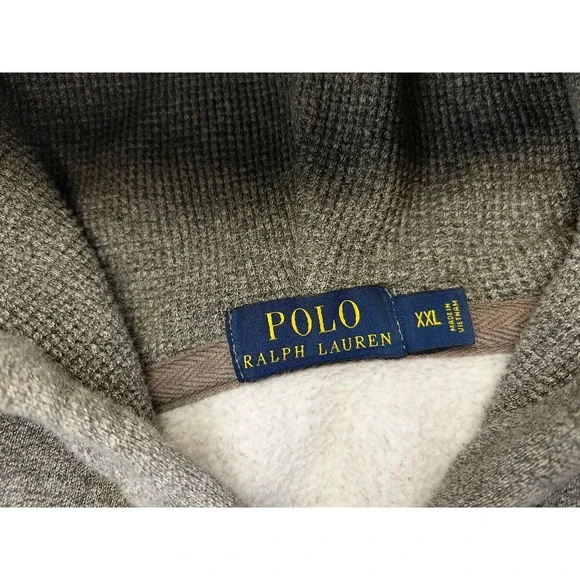 POLO
RALPH LAUREN
XXL
MADE IN
VIETNAM